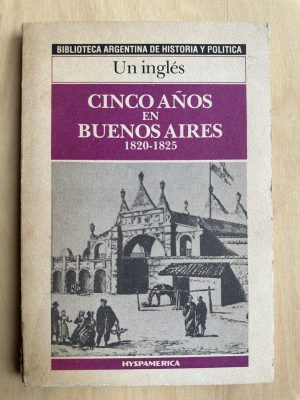 BIBLIOTECA ARGENTINA DE HISTORIA Y POLITICA
Un inglés
CINCO AÑOS
EN
BUENOS AIRES
1820-1825
HYSPAMERICA